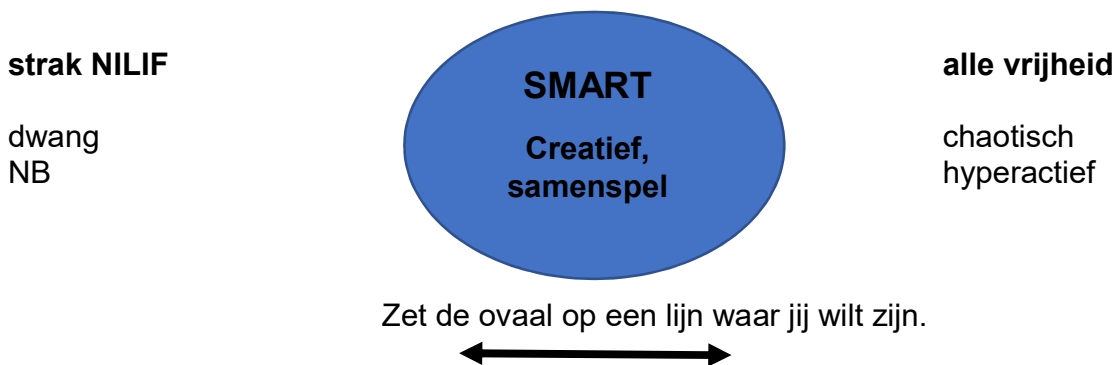 strak NILIF
dwang
NB
SMART
Creatief,
samenspel
alle vrijheid
chaotisch
hyperactief
Zet de ovaal op een lijn waar jij wilt zijn.